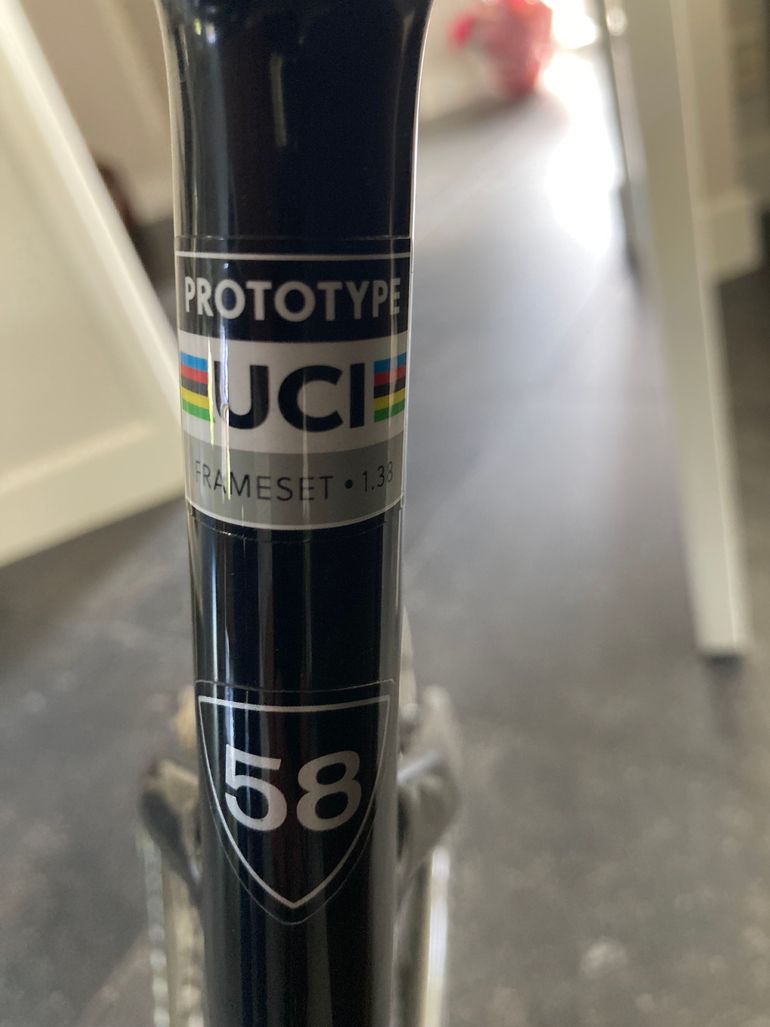 PROTOTYPE
UCI
FRAMESET • 1.38
58